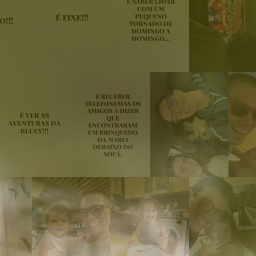 O!!!
É FIXE!!!
É SABER LIDAR
COM UM
PEQUENO
TORNADO DE
DOMINGO A
DOMINGO...
É VER AS
AVENTURAS DA
BLUEY!!!
É RECEBER
TELEFONEMAS DE
AMIGOS A DIZER
QUE
ENCONTRARAM
UM BRINQUEDO
DA MARIA
DEBAIXO DO
SOFÁ.